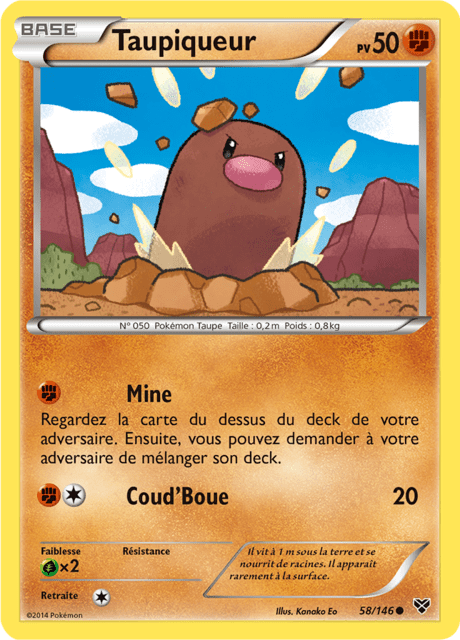 BASE
Taupiqueur
PV 50
N° 050 Pokémon Taupe Taille : 0,2 m Poids : 0,8 kg
Mine
Regardez la carte du dessus du deck de votre
adversaire. Ensuite, vous pouvez demander à votre
adversaire de mélanger son deck.
Coud'Boue 20
Faiblesse Résistance
×2
Retraite
Il vit à 1 m sous la terre et se
nourrit de racines. Il apparaît
rarement à la surface.
Illus. Kanako Eo 58/146
©2014 Pokémon
XY